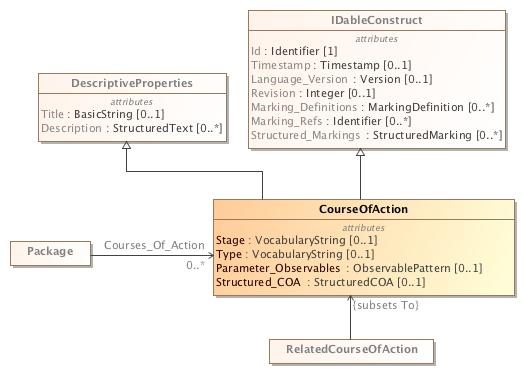 IDableConstruct
attributes
Id : Identifier [1]
Timestamp : Timestamp [0..1]
Language_Version : Version [0..1]
Revision : Integer [0..1]
Marking_Definitions : MarkingDefinition [0..*]
Marking_Refs : Identifier [0..*]
Structured_Markings : StructuredMarking [0..*]
DescriptiveProperties
attributes
Title : BasicString [0..1]
Description : StructuredText [0..*]
CourseOfAction
attributes
Stage : VocabularyString [0..1]
Type : VocabularyString [0..1]
Parameter_Observables : ObservablePattern [0..1]
Structured_COA : StructuredCOA [0..1]
Package
Courses_Of_Action
0..*
{subsets To}
RelatedCourseOfAction